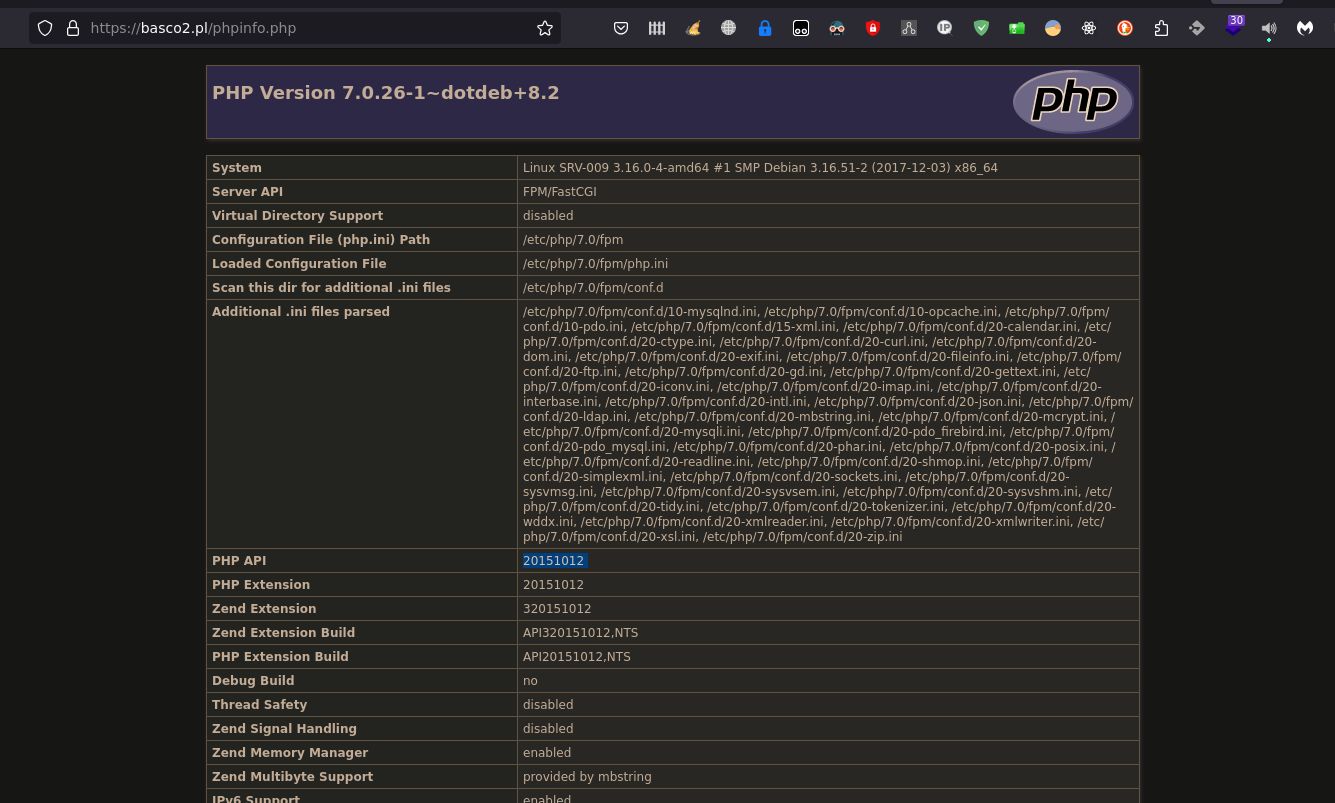 https://basco2.pl/phpinfo.php
30
IP
PHP Version 7.0.26-1~dotdeb+8.2
php
System Linux SRV-009 3.16.0-4-amd64 #1 SMP Debian 3.16.51-2 (2017-12-03) x86_64
Server API FPM/FastCGI
Virtual Directory Support disabled
Configuration File (php.ini) Path /etc/php/7.0/fpm
Loaded Configuration File /etc/php/7.0/fpm/php.ini
Scan this dir for additional .ini files /etc/php/7.0/fpm/conf.d
Additional .ini files parsed /etc/php/7.0/fpm/conf.d/10-mysqlnd.ini, /etc/php/7.0/fpm/conf.d/10-opcache.ini, /etc/php/7.0/fpm/
conf.d/10-pdo.ini, /etc/php/7.0/fpm/conf.d/15-xml.ini, /etc/php/7.0/fpm/conf.d/20-calendar.ini, /etc/
php/7.0/fpm/conf.d/20-ctype.ini, /etc/php/7.0/fpm/conf.d/20-curl.ini, /etc/php/7.0/fpm/conf.d/20-
dom.ini, /etc/php/7.0/fpm/conf.d/20-exif.ini, /etc/php/7.0/fpm/conf.d/20-fileinfo.ini, /etc/php/7.0/fpm/
conf.d/20-ftp.ini, /etc/php/7.0/fpm/conf.d/20-gd.ini, /etc/php/7.0/fpm/conf.d/20-gettext.ini, /etc/
php/7.0/fpm/conf.d/20-iconv.ini, /etc/php/7.0/fpm/conf.d/20-imap.ini, /etc/php/7.0/fpm/conf.d/20-
interbase.ini, /etc/php/7.0/fpm/conf.d/20-intl.ini, /etc/php/7.0/fpm/conf.d/20-json.ini, /etc/php/7.0/fpm/
conf.d/20-ldap.ini, /etc/php/7.0/fpm/conf.d/20-mbstring.ini, /etc/php/7.0/fpm/conf.d/20-mcrypt.ini, /
etc/php/7.0/fpm/conf.d/20-mysqli.ini, /etc/php/7.0/fpm/conf.d/20-pdo_firebird.ini, /etc/php/7.0/fpm/
conf.d/20-pdo_mysql.ini, /etc/php/7.0/fpm/conf.d/20-phar.ini, /etc/php/7.0/fpm/conf.d/20-posix.ini, /
etc/php/7.0/fpm/conf.d/20-readline.ini, /etc/php/7.0/fpm/conf.d/20-shmop.ini, /etc/php/7.0/fpm/
conf.d/20-simplexml.ini, /etc/php/7.0/fpm/conf.d/20-sockets.ini, /etc/php/7.0/fpm/conf.d/20-
sysvmsg.ini, /etc/php/7.0/fpm/conf.d/20-sysvsem.ini, /etc/php/7.0/fpm/conf.d/20-sysvshm.ini, /etc/
php/7.0/fpm/conf.d/20-tidy.ini, /etc/php/7.0/fpm/conf.d/20-tokenizer.ini, /etc/php/7.0/fpm/conf.d/20-
wddx.ini, /etc/php/7.0/fpm/conf.d/20-xmlreader.ini, /etc/php/7.0/fpm/conf.d/20-xmlwriter.ini, /etc/
php/7.0/fpm/conf.d/20-xsl.ini, /etc/php/7.0/fpm/conf.d/20-zip.ini
PHP API 20151012
PHP Extension 20151012
Zend Extension 320151012
Zend Extension Build API320151012,NTS
PHP Extension Build API20151012,NTS
Debug Build no
Thread Safety disabled
Zend Signal Handling disabled
Zend Memory Manager enabled
Zend Multibyte Support provided by mbstring
IPv6 Support enabled